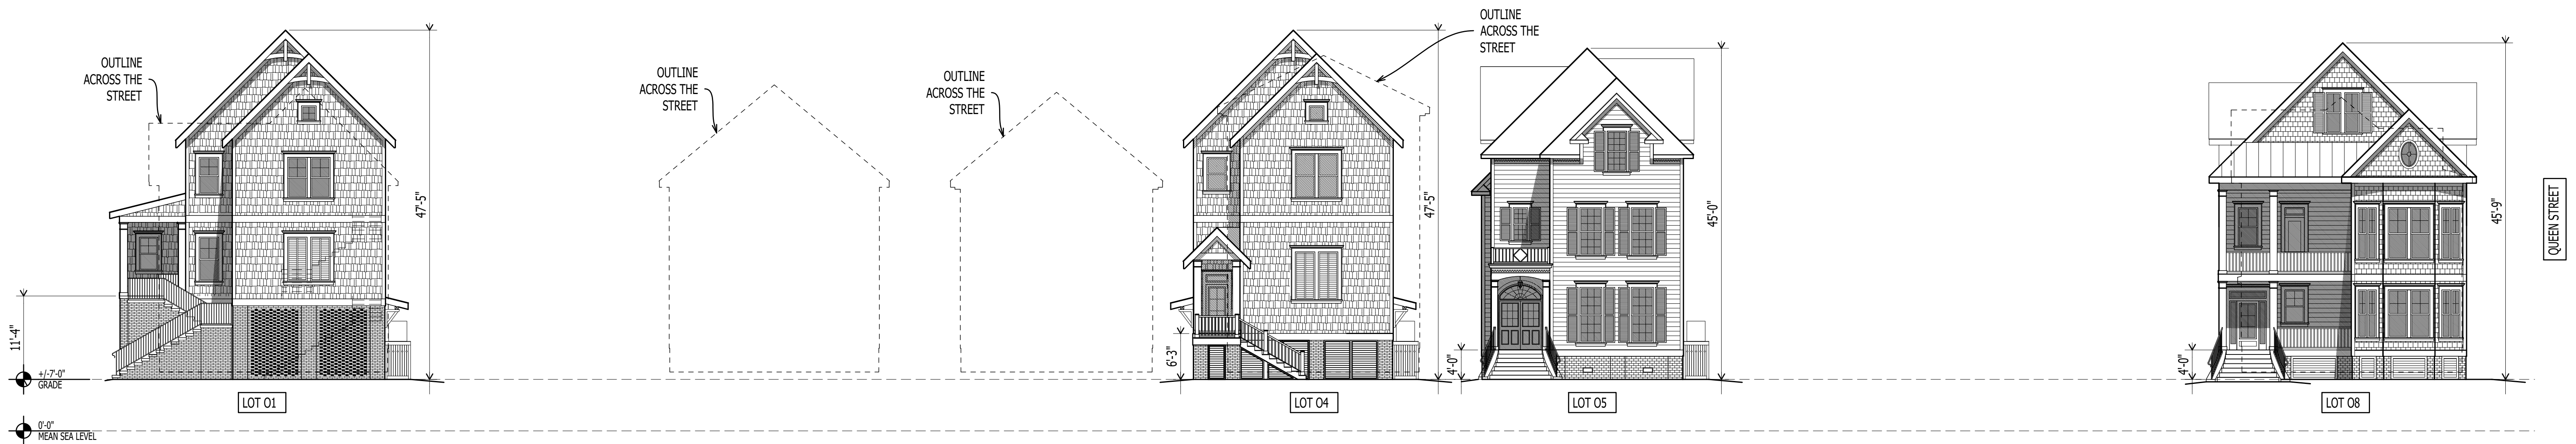 OUTLINE
ACROSS THE
STREET
47'-5"
11'-4"
+/-7'-0"
GRADE
LOT 01
0'-0"
MEAN SEA LEVEL
OUTLINE
ACROSS THE
STREET
OUTLINE
ACROSS THE
STREET
OUTLINE
ACROSS THE
STREET
47'-5"
6'-3"
LOT 04
45'-0"
4'-0"
LOT 05
45'-9"
4'-0"
LOT 08
QUEEN STREET